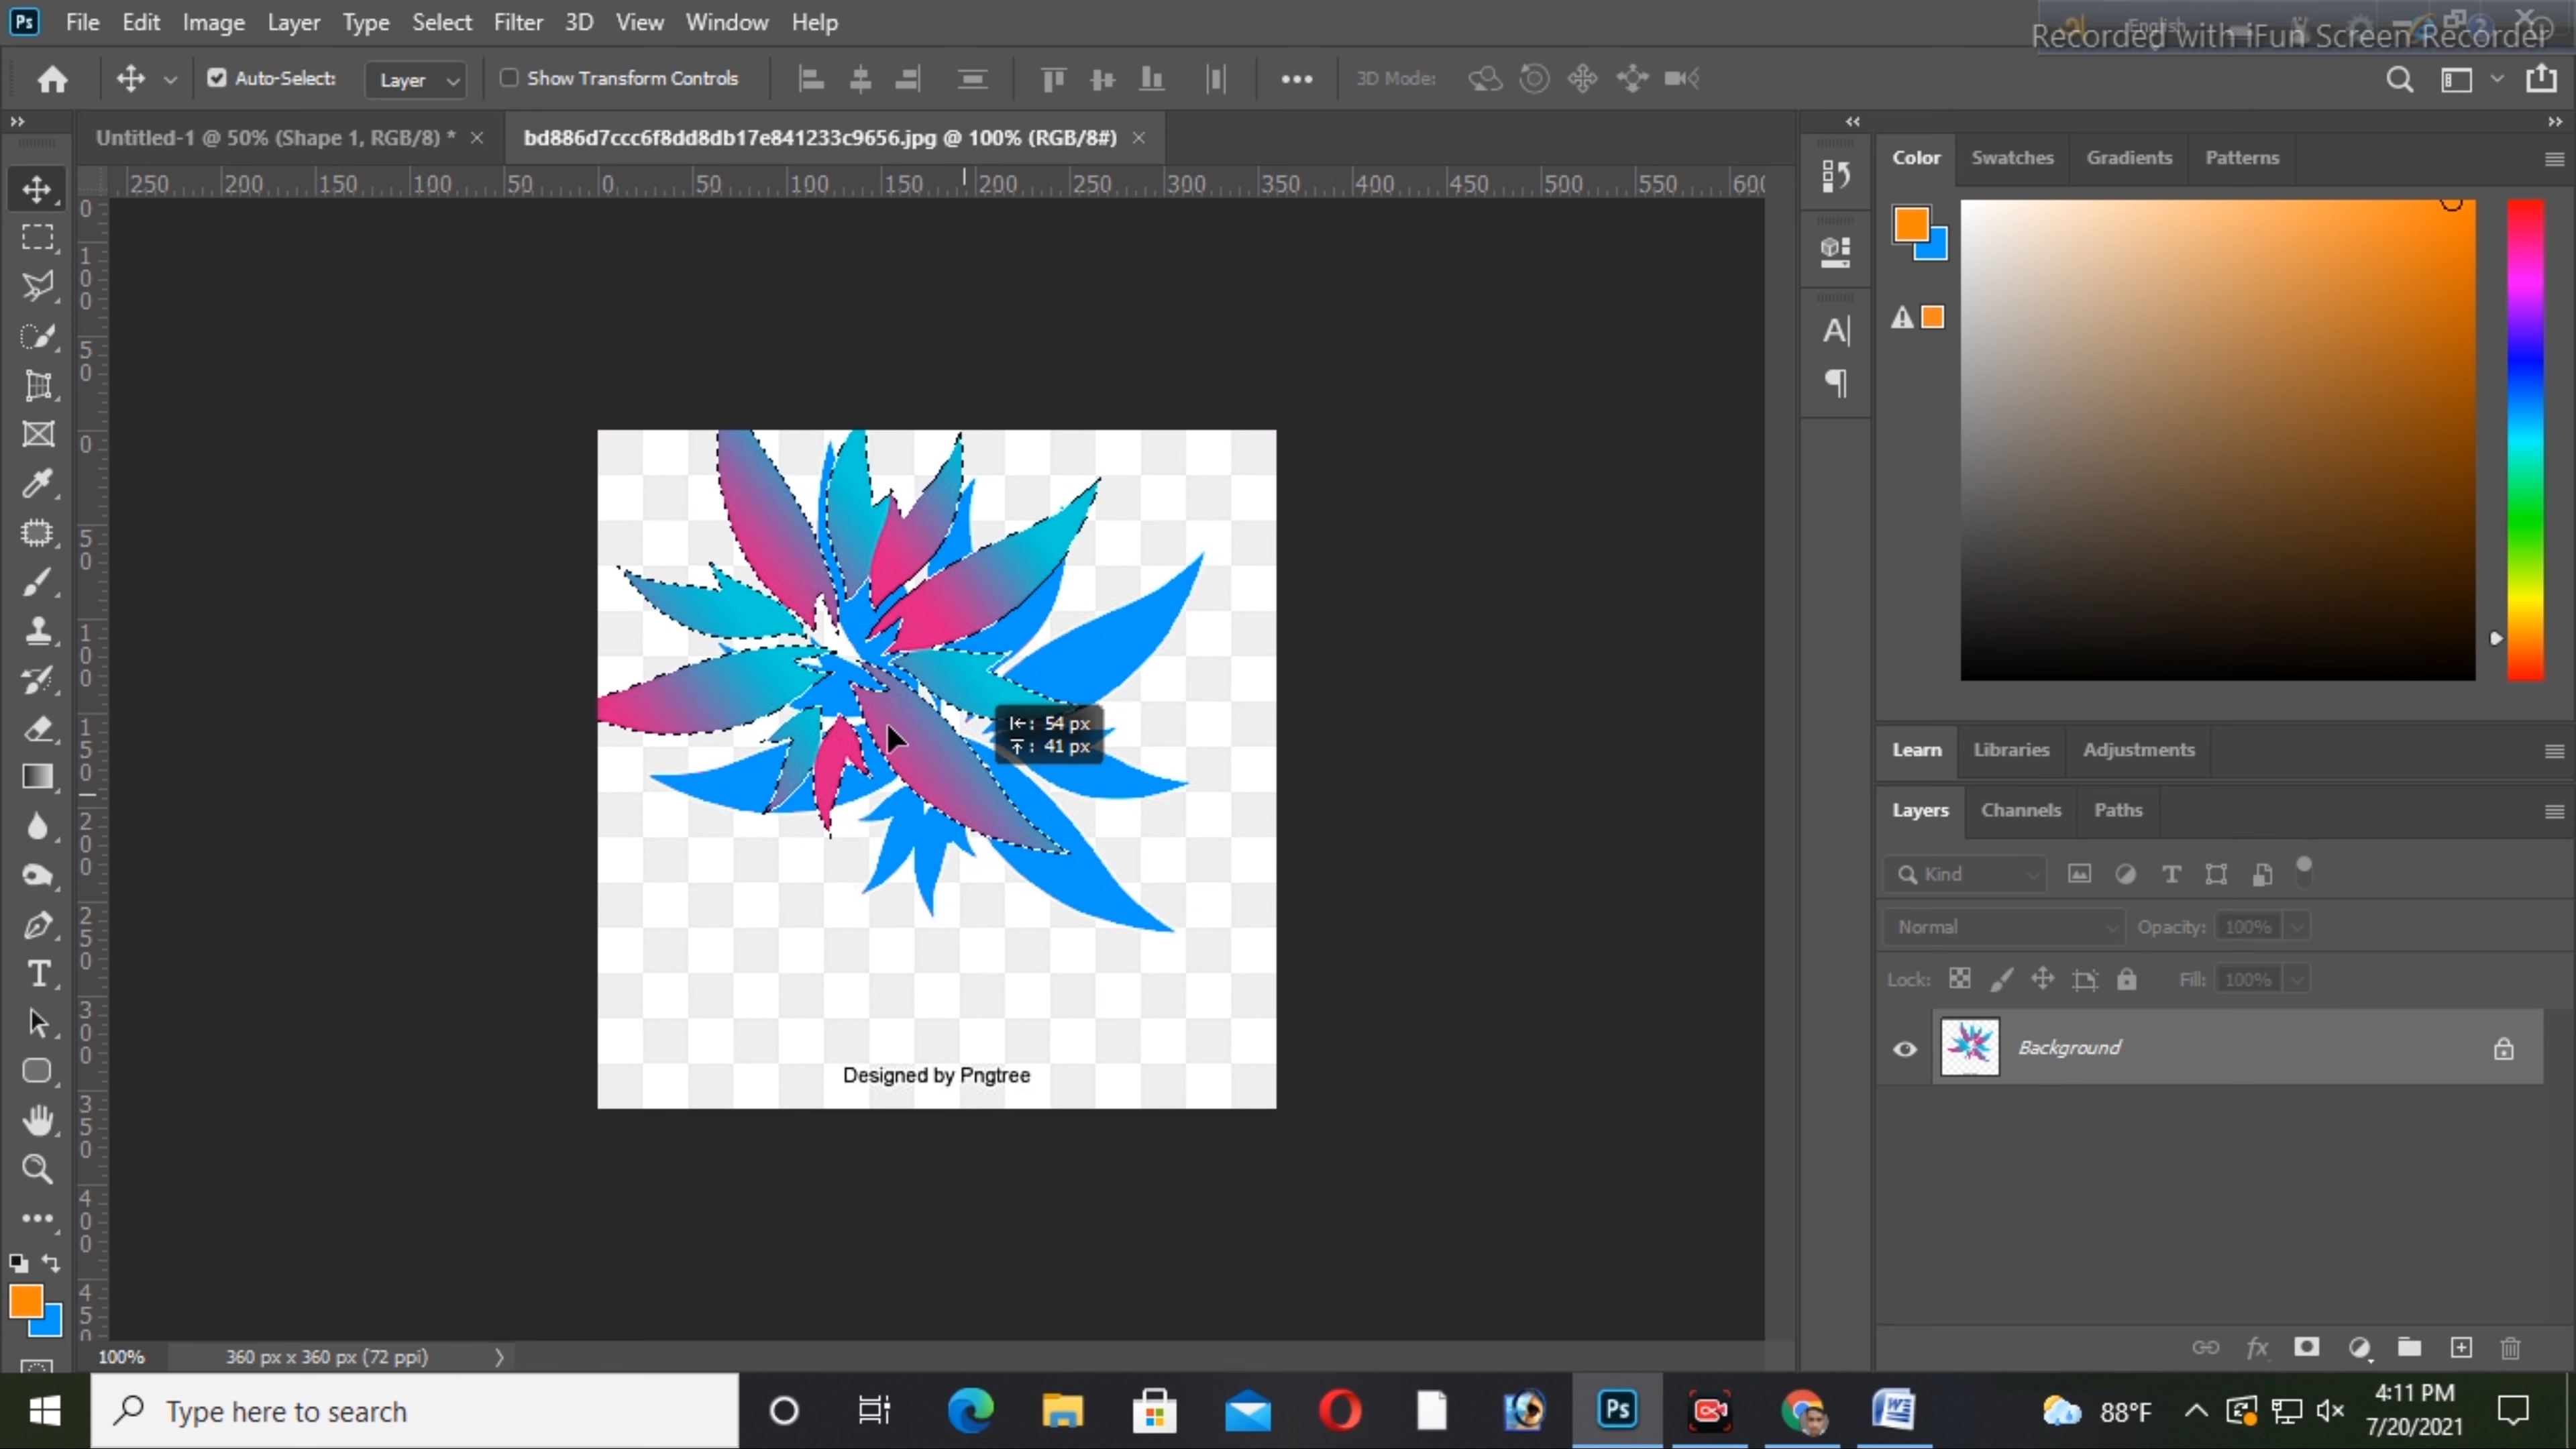 Ps File Edit Image Layer Type Select Filter 3D View Window Help
Recorded with iFun Screen Recorder
Auto-Select: Layer Show Transform Controls 3D Mode:
Untitled-1 @ 50% (Shape 1, RGB/8) * × bd886d7ccc6f8dd8db17e841233c9656.jpg @ 100% (RGB/8#) ×
250 200 150 100 50 0 50 100 150 200 250 300 350 400 450 500 550 600
Color Swatches Gradients Patterns
54 px
41 px
Designed by Pngtree
Learn Libraries Adjustments
Layers Channels Paths
Kind
Normal Opacity: 100%
Lock: Fill: 100%
Background
fx
100% 360 px x 360 px (72 ppi)
Type here to search
Ps
88°F
4:11 PM
7/20/2021